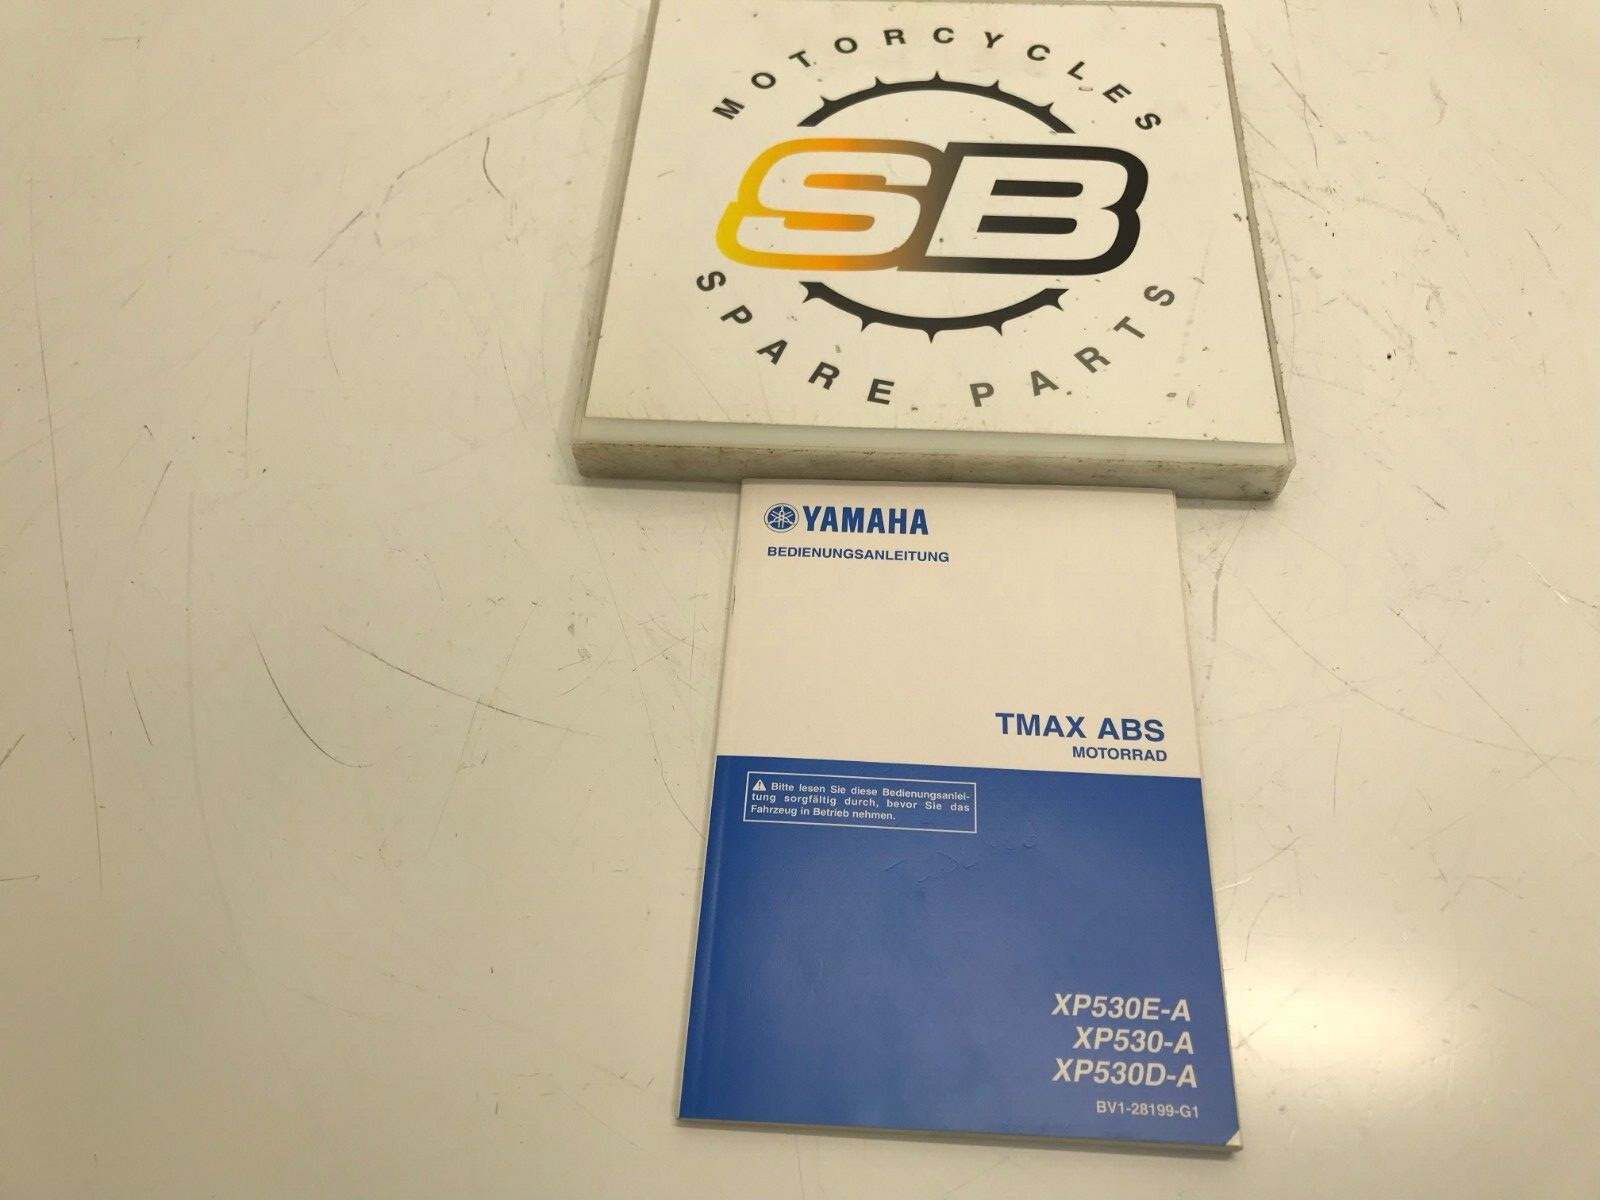 MOTORCYCLES
SB
SPARE PARTS
YAMAHA
BEDIENUNGSANLEITUNG
TMAX ABS
MOTORRAD
Bitte lesen Sie diese Bedienungsanlei-
tung sorgfältig durch, bevor Sie das
Fahrzeug in Betrieb nehmen.
XP530E-A
XP530-A
XP530D-A
BV1-28199-G1